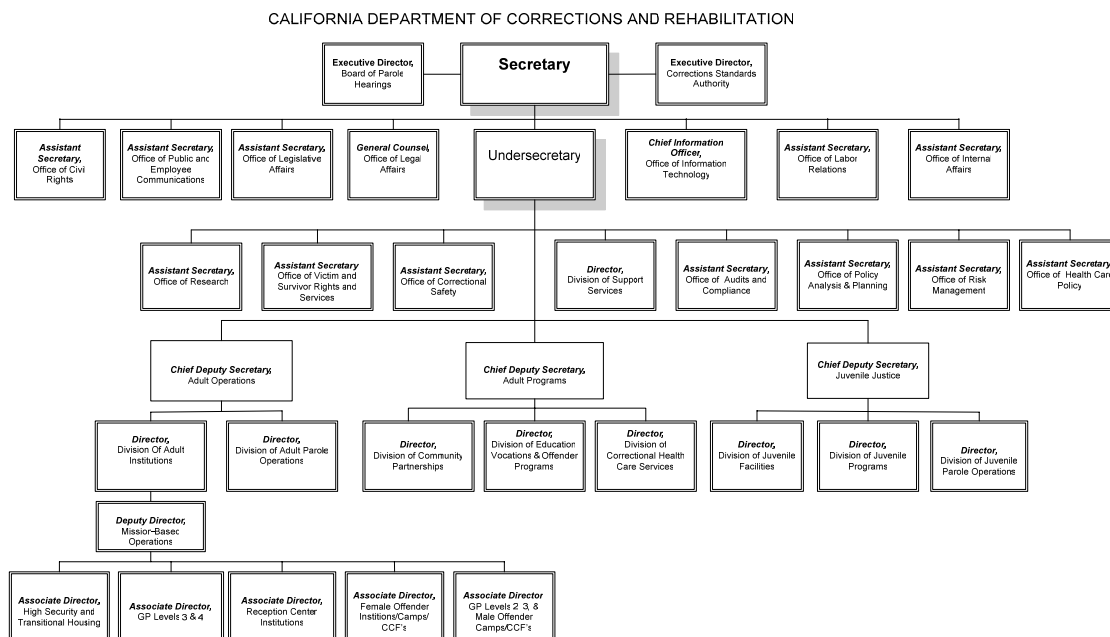 CALIFORNIA DEPARTMENT OF CORRECTIONS AND REHABILITATION
Executive Director,
Board of Parole
Hearings
Secretary
Executive Director,
Corrections Standards
Authority
Assistant
Secretary,
Office of Civil
Rights
Assistant Secretary,
Office of Public and
Employee
Communications
Assistant Secretary,
Office of Legislative
Affairs
General Counsel,
Office of Legal
Affairs
Undersecretary
Chief Information
Officer,
Office of Information
Technology
Assistant Secretary,
Office of Labor
Relations
Assistant Secretary,
Office of Internal
Affairs
Assistant Secretary,
Office of Research
Assistant Secretary
Office of Victim and
Survivor Rights and
Services
Assistant Secretary,
Office of Correctional
Safety
Director,
Division of Support
Services
Assistant Secretary,
Office of Audits and
Compliance
Assistant Secretary,
Office of Policy
Analysis & Planning
Assistant Secretary,
Office of Risk
Management
Assistant Secretary,
Office of Health Care
Policy
Chief Deputy Secretary,
Adult Operations
Chief Deputy Secretary,
Adult Programs
Chief Deputy Secretary,
Juvenile Justice
Director,
Division Of Adult
Institutions
Director,
Division of Adult Parole
Operations
Director,
Division of Community
Partnerships
Director,
Division of Education
Vocations & Offender
Programs
Director,
Division of
Correctional Health
Care Services
Director,
Division of Juvenile
Facilities
Director,
Division of Juvenile
Programs
Director,
Division of Juvenile
Parole Operations
Deputy Director,
Mission-Based
Operations
Associate Director,
High Security and
Transitional Housing
Associate Director,
GP Levels 3 & 4
Associate Director,
Reception Center
Institutions
Associate Director,
Female Offender
Institions/Camps/
CCF's
Associate Director
GP Levels 2 3, &
Male Offender
Camps/CCF's